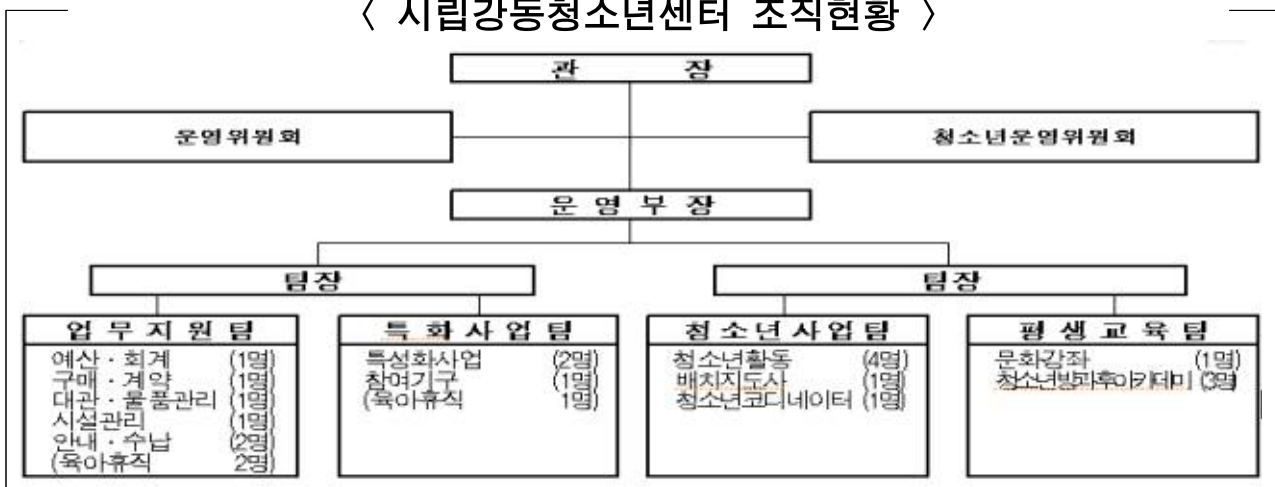 〈 시립강동청소년센터 조직현황 〉
관 장
운영위원회
청소년운영위원회
운 영 부 장
팀장
팀장
업 무 지 원 팀
예산 · 회계 (1명)
구매 · 계약 (1명)
대관 · 물품관리 (1명)
시설관리 (1명)
안내 · 수납 (2명)
(육아휴직 2명)
특 화 사 업 팀
특성화사업 (2명)
참여기구 (1명)
(육아휴직 1명)
청 소 년 사 업 팀
청소년활동 (4명)
배치지도사 (1명)
청소년코디네이터 (1명)
평 생 교 육 팀
문화강좌 (1명)
청소년방과후아카데미 (3명)